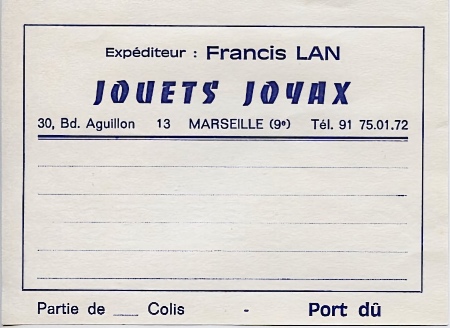 Expéditeur : Francis LAN
JOUETS JOYAX
30, Bd. Aguillon 13 MARSEILLE (9e) Tél. 91 75.01.72
Partie de ___ Colis - Port dû